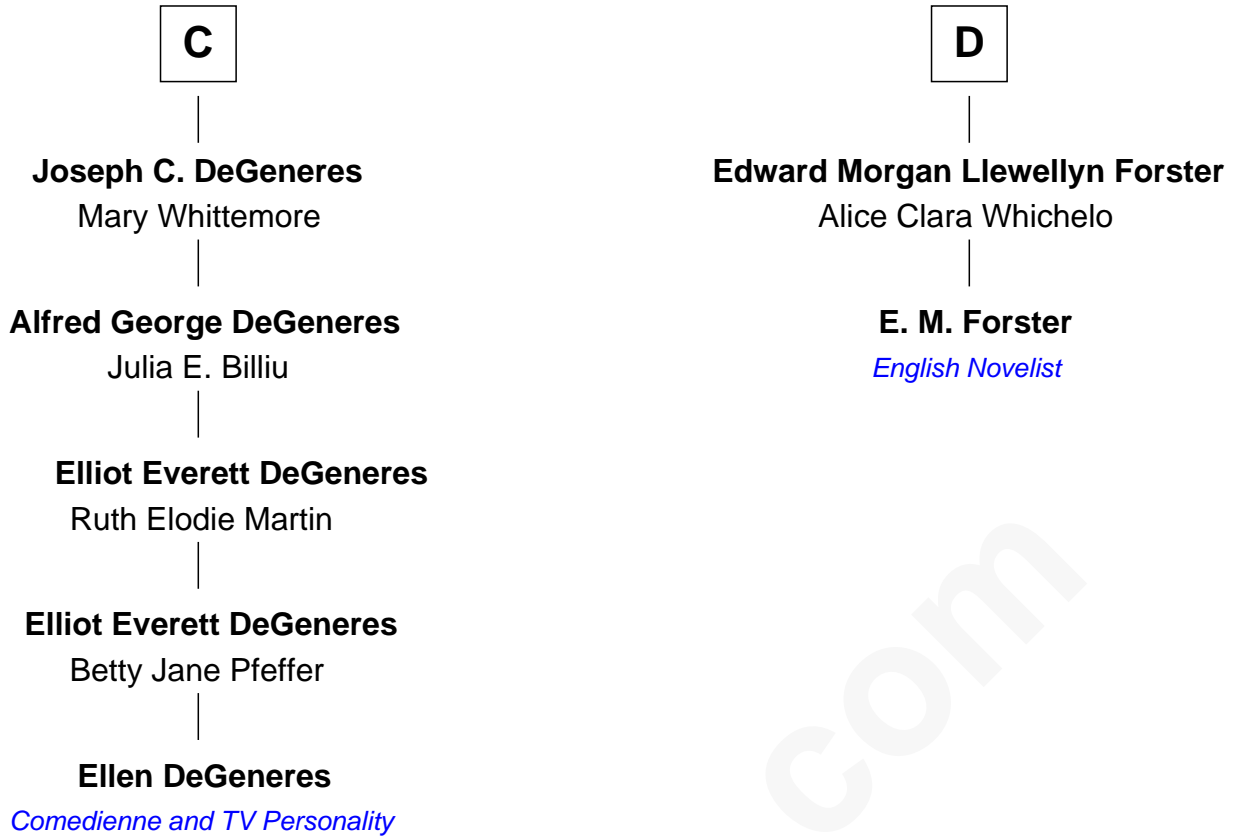 C
Joseph C. DeGeneres
Mary Whittemore
Alfred George DeGeneres
Julia E. Billiu
Elliot Everett DeGeneres
Ruth Elodie Martin
Elliot Everett DeGeneres
Betty Jane Pfeffer
Ellen DeGeneres
Comedienne and TV Personality
D
Edward Morgan Llewellyn Forster
Alice Clara Whichelo
E. M. Forster
English Novelist
com